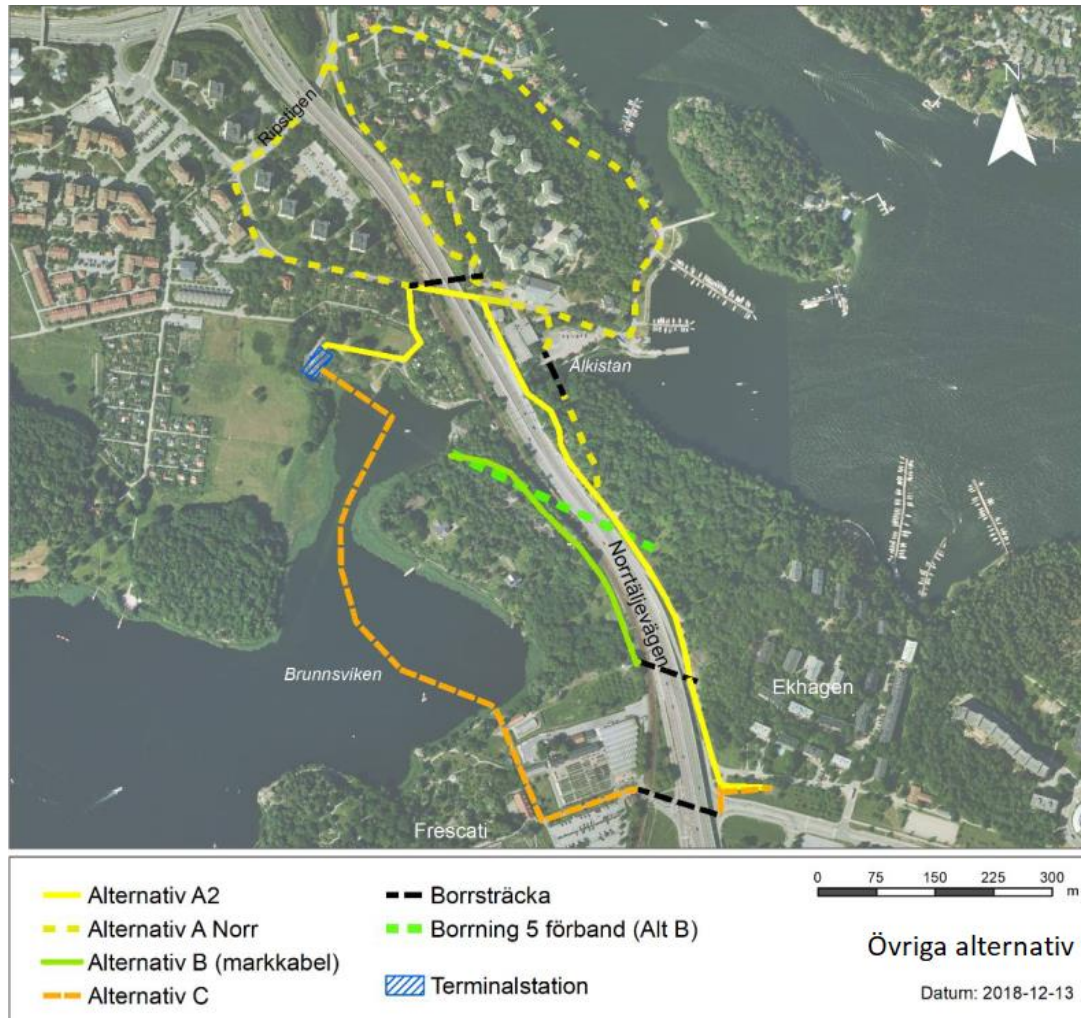 N
Ripstigen
Ålkistan
Norrtäljevägen
Brunnsviken
Ekhagen
Frescati
Alternativ A2
Alternativ A Norr
Alternativ B (markkabel)
Alternativ C
Borrsträcka
Borrning 5 förband (Alt B)
Terminalstation
0 75 150 225 300
m
Övriga alternativ
Datum: 2018-12-13